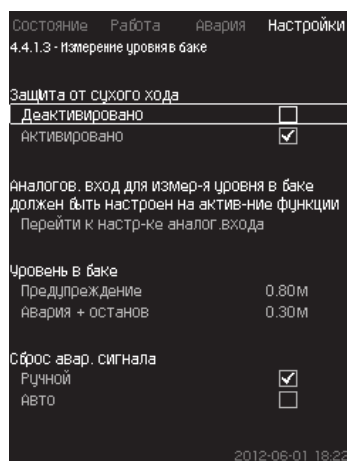 Состояние Работа Авария Настройки
4.4.1.3 - Измерение уровня в баке
Защита от сухого хода
Деактивировано
Активировано
Аналогов. вход для измер-я уровня в баке
должен быть настроен на актив-ние функции
Перейти к настр-ке аналог.входа
Уровень в баке
Предупреждение 0.80м
Авария + останов 0.30м
Сброс авар. сигнала
Ручной
Авто
2012-06-01 18:22